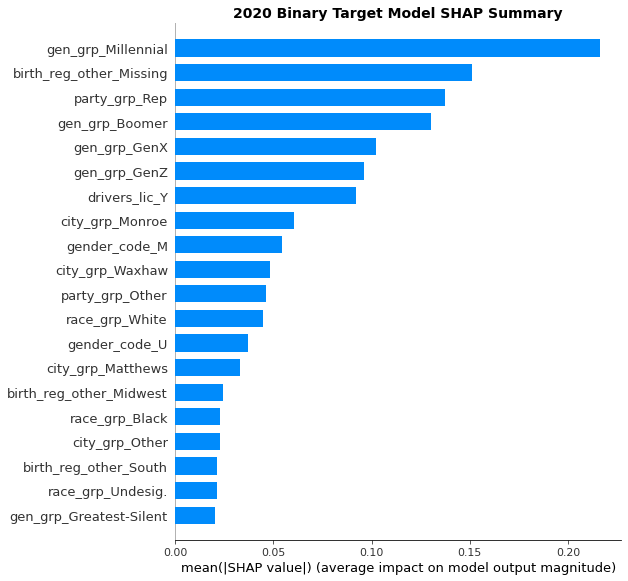 2020 Binary Target Model SHAP Summary
gen_grp_Millennial
birth_reg_other_Missing
party_grp_Rep
gen_grp_Boomer
gen_grp_GenX
gen_grp_GenZ
drivers_lic_Y
city_grp_Monroe
gender_code_M
city_grp_Waxhaw
party_grp_Other
race_grp_White
gender_code_U
city_grp_Matthews
birth_reg_other_Midwest
race_grp_Black
city_grp_Other
birth_reg_other_South
race_grp_Undesig.
gen_grp_Greatest-Silent
0.00 0.05 0.10 0.15 0.20
mean(|SHAP value|) (average impact on model output magnitude)